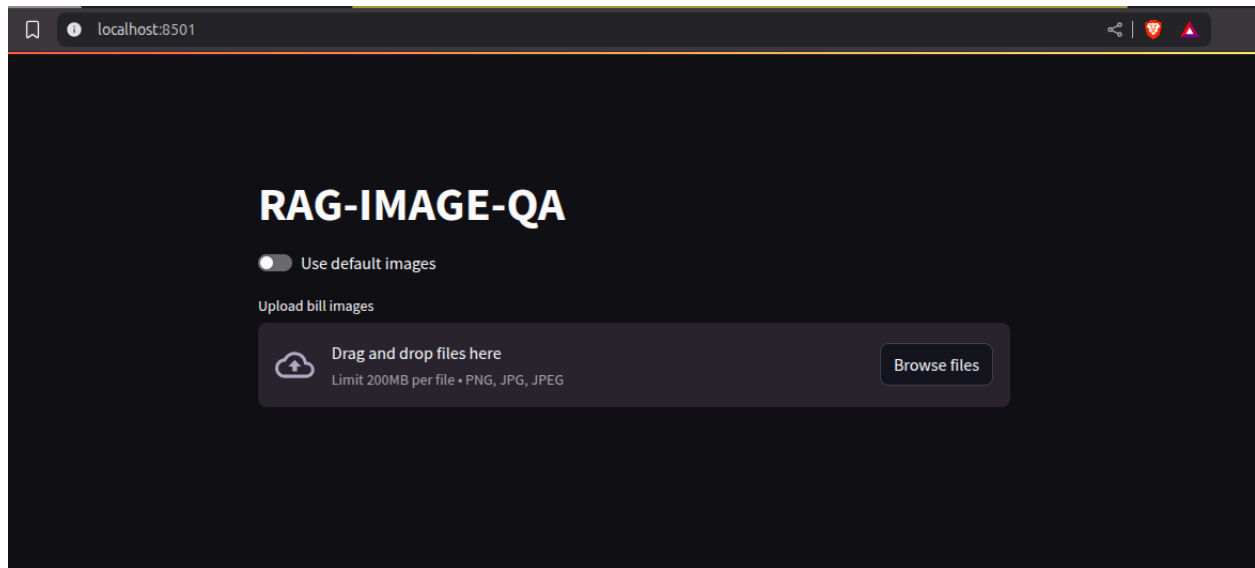 localhost:8501
RAG-IMAGE-QA
Use default images
Upload bill images
Drag and drop files here
Limit 200MB per file • PNG, JPG, JPEG
Browse files